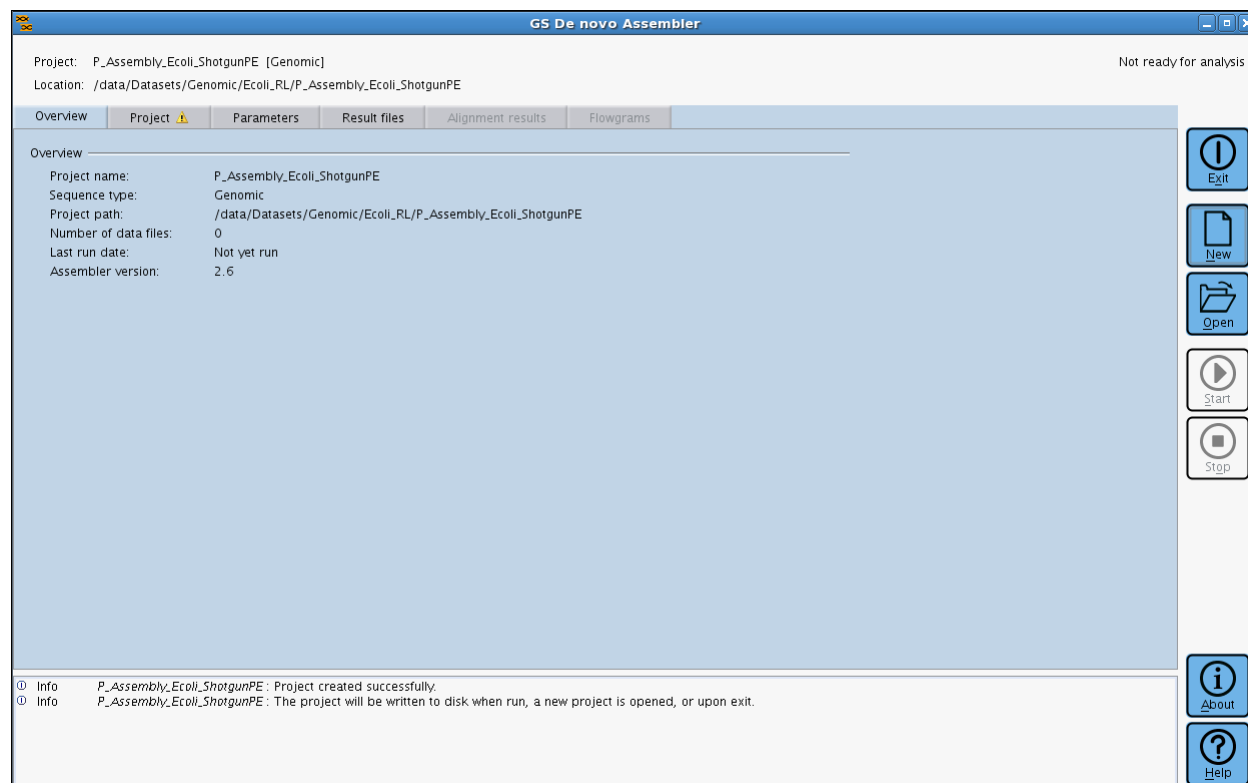 GS De novo Assembler
Project: P_Assembly_Ecoli_ShotgunPE [Genomic]
Not ready for analysis
Location: /data/Datasets/Genomic/Ecoli_RL/P_Assembly_Ecoli_ShotgunPE
Overview Project Parameters Result files Alignment results Flowgrams
Overview
Project name: P_Assembly_Ecoli_ShotgunPE
Sequence type: Genomic
Project path: /data/Datasets/Genomic/Ecoli_RL/P_Assembly_Ecoli_ShotgunPE
Number of data files: 0
Last run date: Not yet run
Assembler version: 2.6
Exit
New
Open
Start
Stop
About
Help
Info P_Assembly_Ecoli_ShotgunPE : Project created successfully.
Info P_Assembly_Ecoli_ShotgunPE : The project will be written to disk when run, a new project is opened, or upon exit.